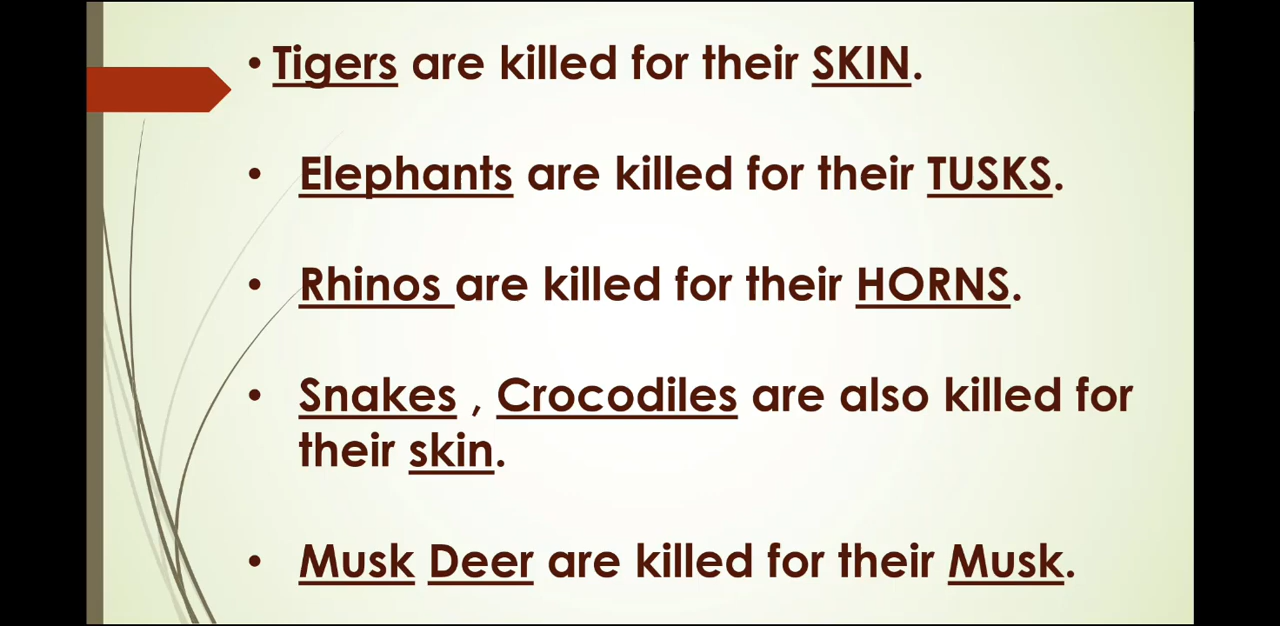 • Tigers are killed for their SKIN.
• Elephants are killed for their TUSKS.
• Rhinos are killed for their HORNS.
• Snakes , Crocodiles are also killed for
their skin.
• Musk Deer are killed for their Musk.